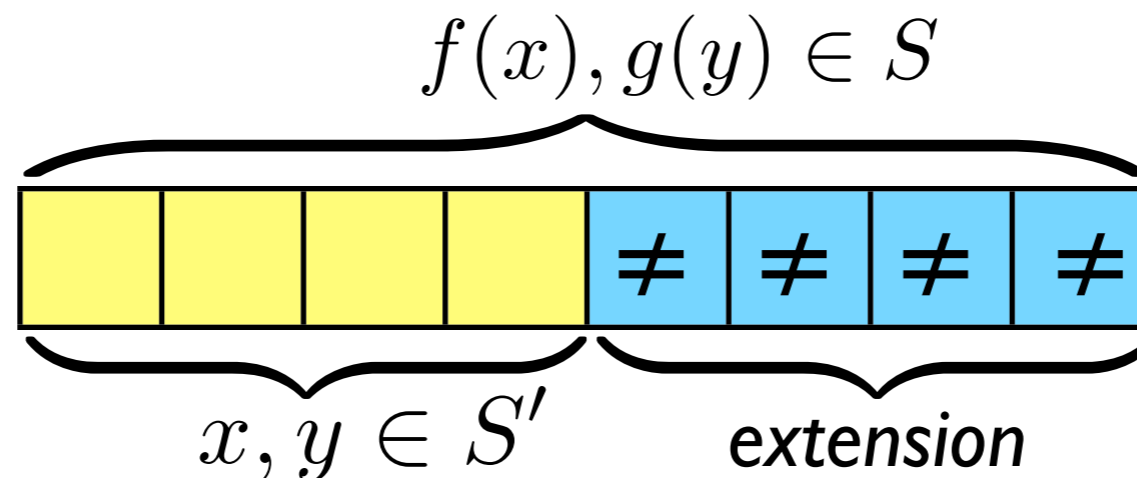 f(x), g(y) ∈ S
≠ ≠ ≠ ≠
x, y ∈ S′
extension